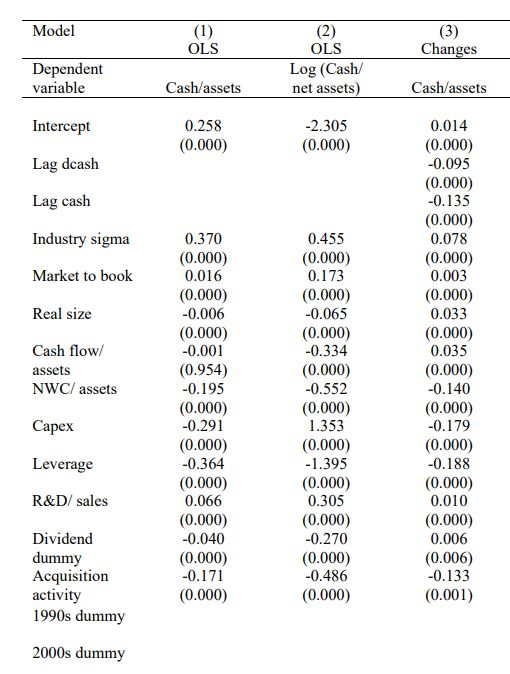 Model (1) (2) (3)
OLS OLS Changes
Dependent Log (Cash/
variable Cash/assets net assets) Cash/assets
Intercept 0.258 -2.305 0.014
(0.000) (0.000) (0.000)
Lag dcash -0.095
(0.000)
Lag cash -0.135
(0.000)
Industry sigma 0.370 0.455 0.078
(0.000) (0.000) (0.000)
Market to book 0.016 0.173 0.003
(0.000) (0.000) (0.000)
Real size -0.006 -0.065 0.033
(0.000) (0.000) (0.000)
Cash flow/ -0.001 -0.334 0.035
assets (0.954) (0.000) (0.000)
NWC/ assets -0.195 -0.552 -0.140
(0.000) (0.000) (0.000)
Capex -0.291 1.353 -0.179
(0.000) (0.000) (0.000)
Leverage -0.364 -1.395 -0.188
(0.000) (0.000) (0.000)
R&D/ sales 0.066 0.305 0.010
(0.000) (0.000) (0.000)
Dividend -0.040 -0.270 0.006
dummy (0.000) (0.000) (0.006)
Acquisition -0.171 -0.486 -0.133
activity (0.000) (0.000) (0.001)
1990s dummy
2000s dummy